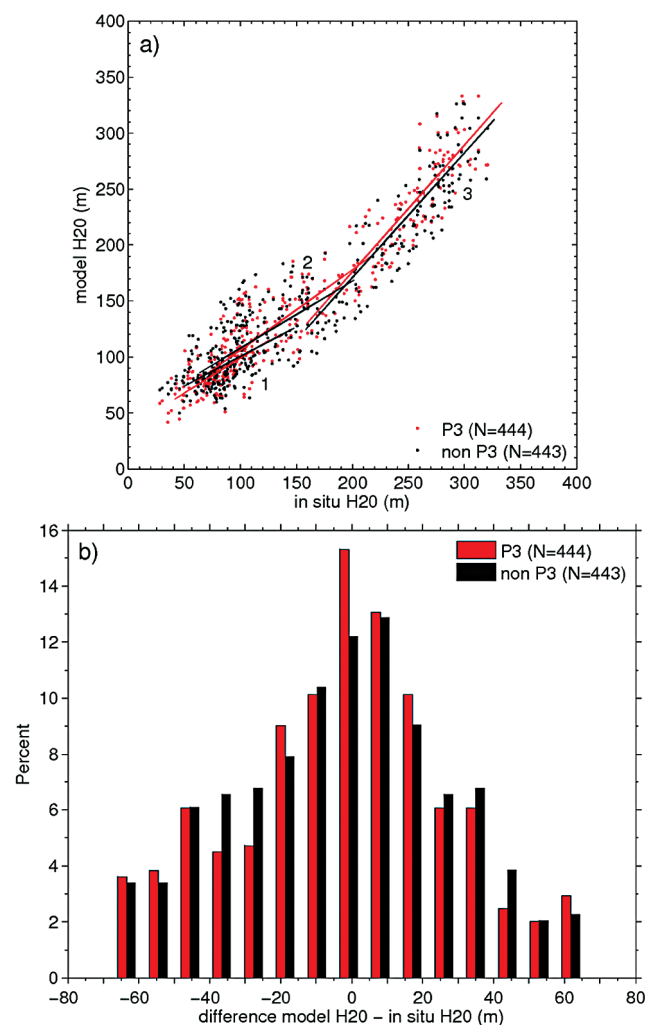 a)
400
350
300
250
200
150
100
50
0
model H20 (m)
1
2
3
P3 (N=444)
non P3 (N=443)
0 50 100 150 200 250 300 350 400
in situ H20 (m)
b)
16
14
12
10
8
6
4
2
0
Percent
P3 (N=444)
non P3 (N=443)
−80 −60 −40 −20 0 20 40 60 80
difference model H20 − in situ H20 (m)